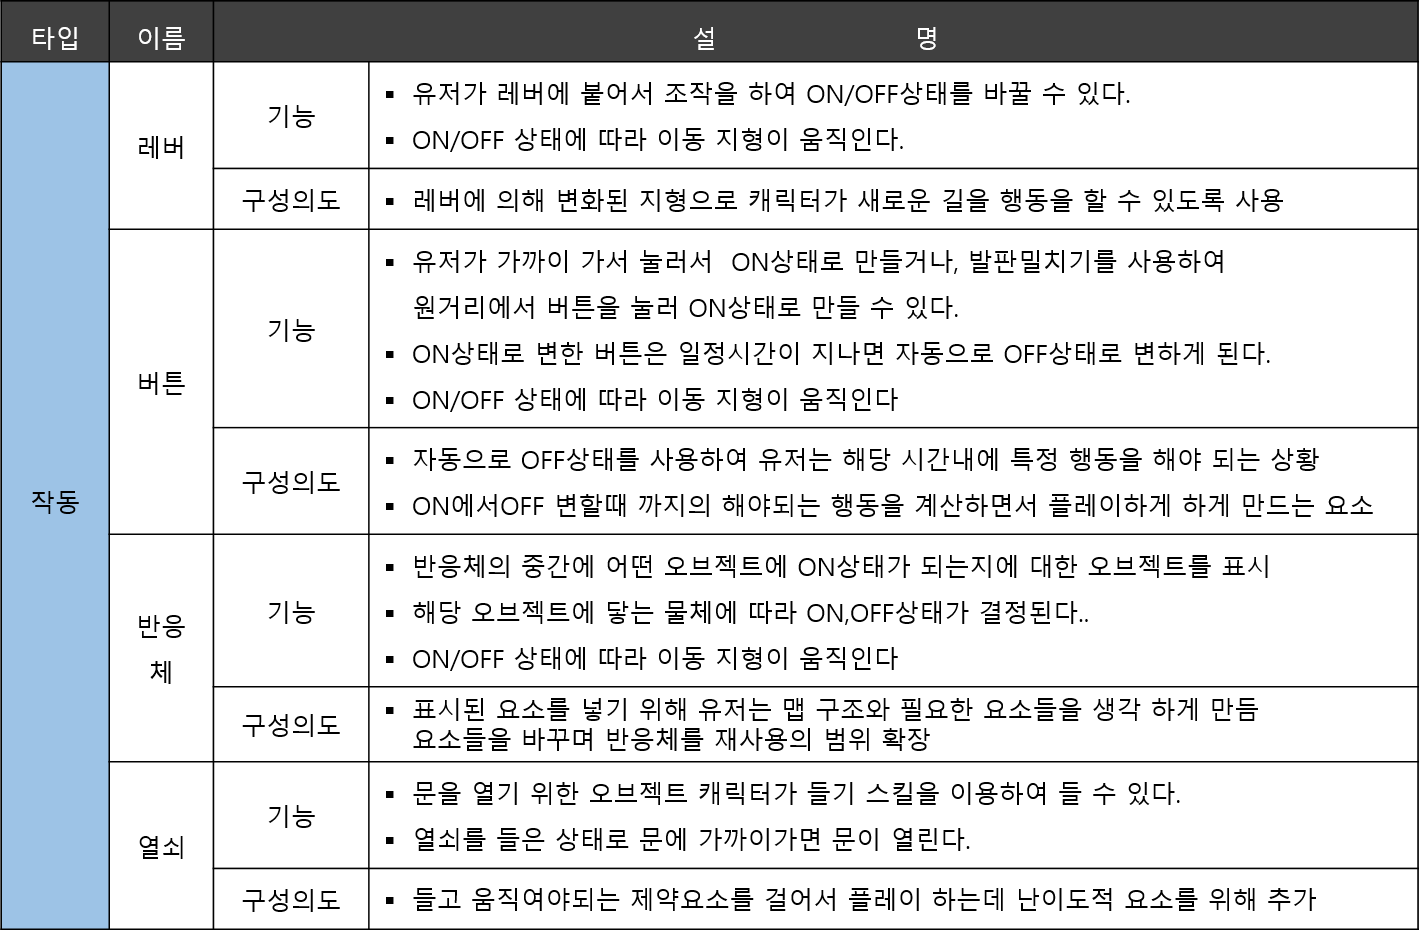 타입 이름 설 명
작동
레버
기능
▪ 유저가 레버에 붙어서 조작을 하여 ON/OFF상태를 바꿀 수 있다.
▪ ON/OFF 상태에 따라 이동 지형이 움직인다.
구성의도
▪ 레버에 의해 변화된 지형으로 캐릭터가 새로운 길을 행동을 할 수 있도록 사용
버튼
기능
▪ 유저가 가까이 가서 눌러서 ON상태로 만들거나, 발판밀치기를 사용하여
원거리에서 버튼을 눌러 ON상태로 만들 수 있다.
▪ ON상태로 변한 버튼은 일정시간이 지나면 자동으로 OFF상태로 변하게 된다.
▪ ON/OFF 상태에 따라 이동 지형이 움직인다
구성의도
▪ 자동으로 OFF상태를 사용하여 유저는 해당 시간내에 특정 행동을 해야 되는 상황
▪ ON에서OFF 변할때 까지의 해야되는 행동을 계산하면서 플레이하게 하게 만드는 요소
반응
체
기능
▪ 반응체의 중간에 어떤 오브젝트에 ON상태가 되는지에 대한 오브젝트를 표시
▪ 해당 오브젝트에 닿는 물체에 따라 ON,OFF상태가 결정된다..
▪ ON/OFF 상태에 따라 이동 지형이 움직인다
구성의도
▪ 표시된 요소를 넣기 위해 유저는 맵 구조와 필요한 요소들을 생각 하게 만듬
요소들을 바꾸며 반응체를 재사용의 범위 확장
열쇠
기능
▪ 문을 열기 위한 오브젝트 캐릭터가 들기 스킬을 이용하여 들 수 있다.
▪ 열쇠를 들은 상태로 문에 가까이가면 문이 열린다.
구성의도
▪ 들고 움직여야되는 제약요소를 걸어서 플레이 하는데 난이도적 요소를 위해 추가